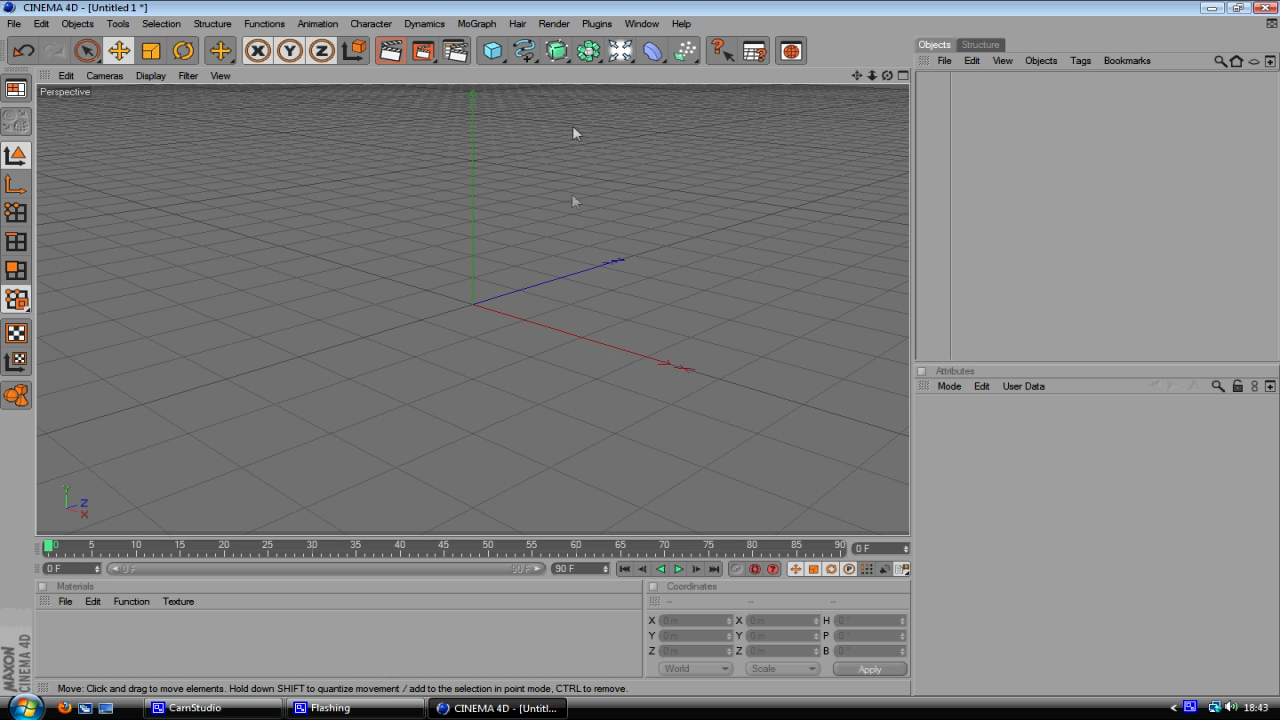 CINEMA 4D - [Untitled 1 *]
File Edit Objects Tools Selection Structure Functions Animation Character Dynamics MoGraph Hair Render Plugins Window Help
X Y Z
Objects Structure
File Edit View Objects Tags Bookmarks
Edit Cameras Display Filter View
Perspective
Attributes
Mode Edit User Data
Y
Z
X
0 5 10 15 20 25 30 35 40 45 50 55 60 65 70 75 80 85 90 0 F
0 F 0 F 90 F 90 F P
Materials
File Edit Function Texture
Coordinates
-- -- --
X 0 m X 0 m H 0 °
Y 0 m Y 0 m P 0 °
Z 0 m Z 0 m B 0 °
World Scale Apply
MAXON
CINEMA 4D
Move: Click and drag to move elements. Hold down SHIFT to quantize movement / add to the selection in point mode, CTRL to remove.
CamStudio Flashing CINEMA 4D - [Untitl... 18:43